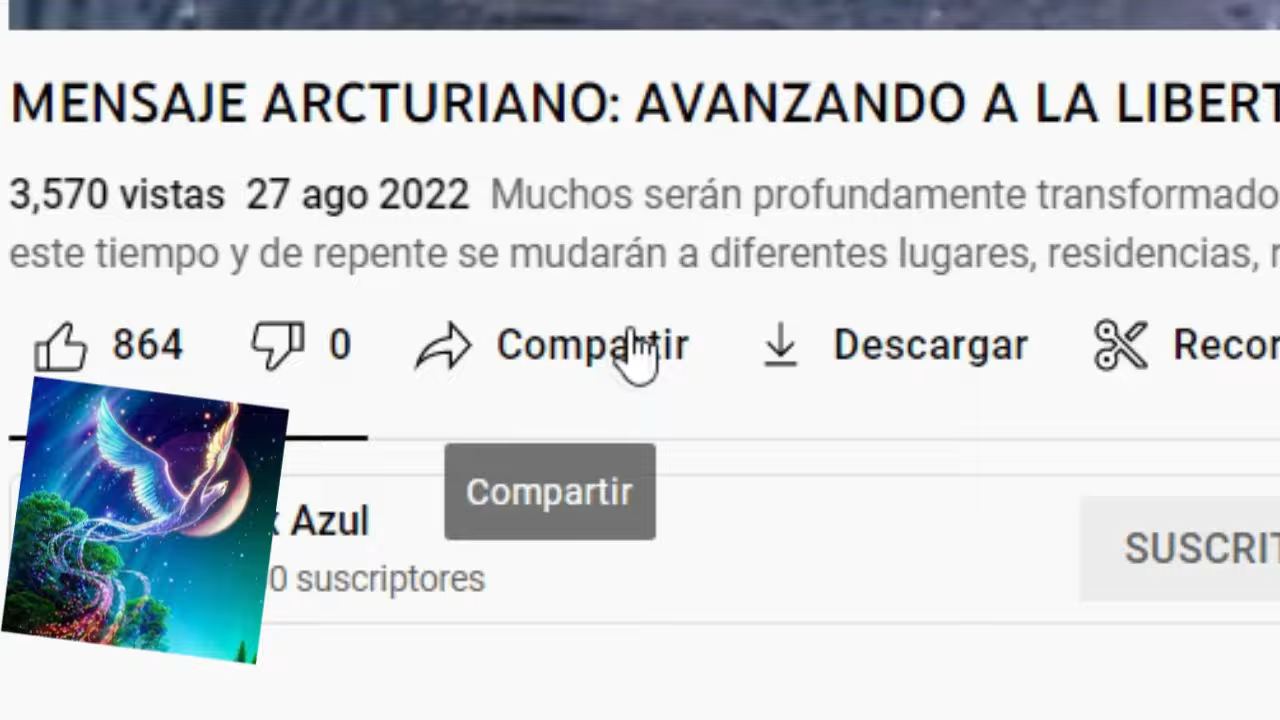 MENSAJE ARCTURIANO: AVANZANDO A LA LIBERT
3,570 vistas 27 ago 2022 Muchos serán profundamente transformado
este tiempo y de repente se mudarán a diferentes lugares, residencias,
864 0 Compartir Descargar Recor
Compartir
Azul
SUSCRIT
0 suscriptores